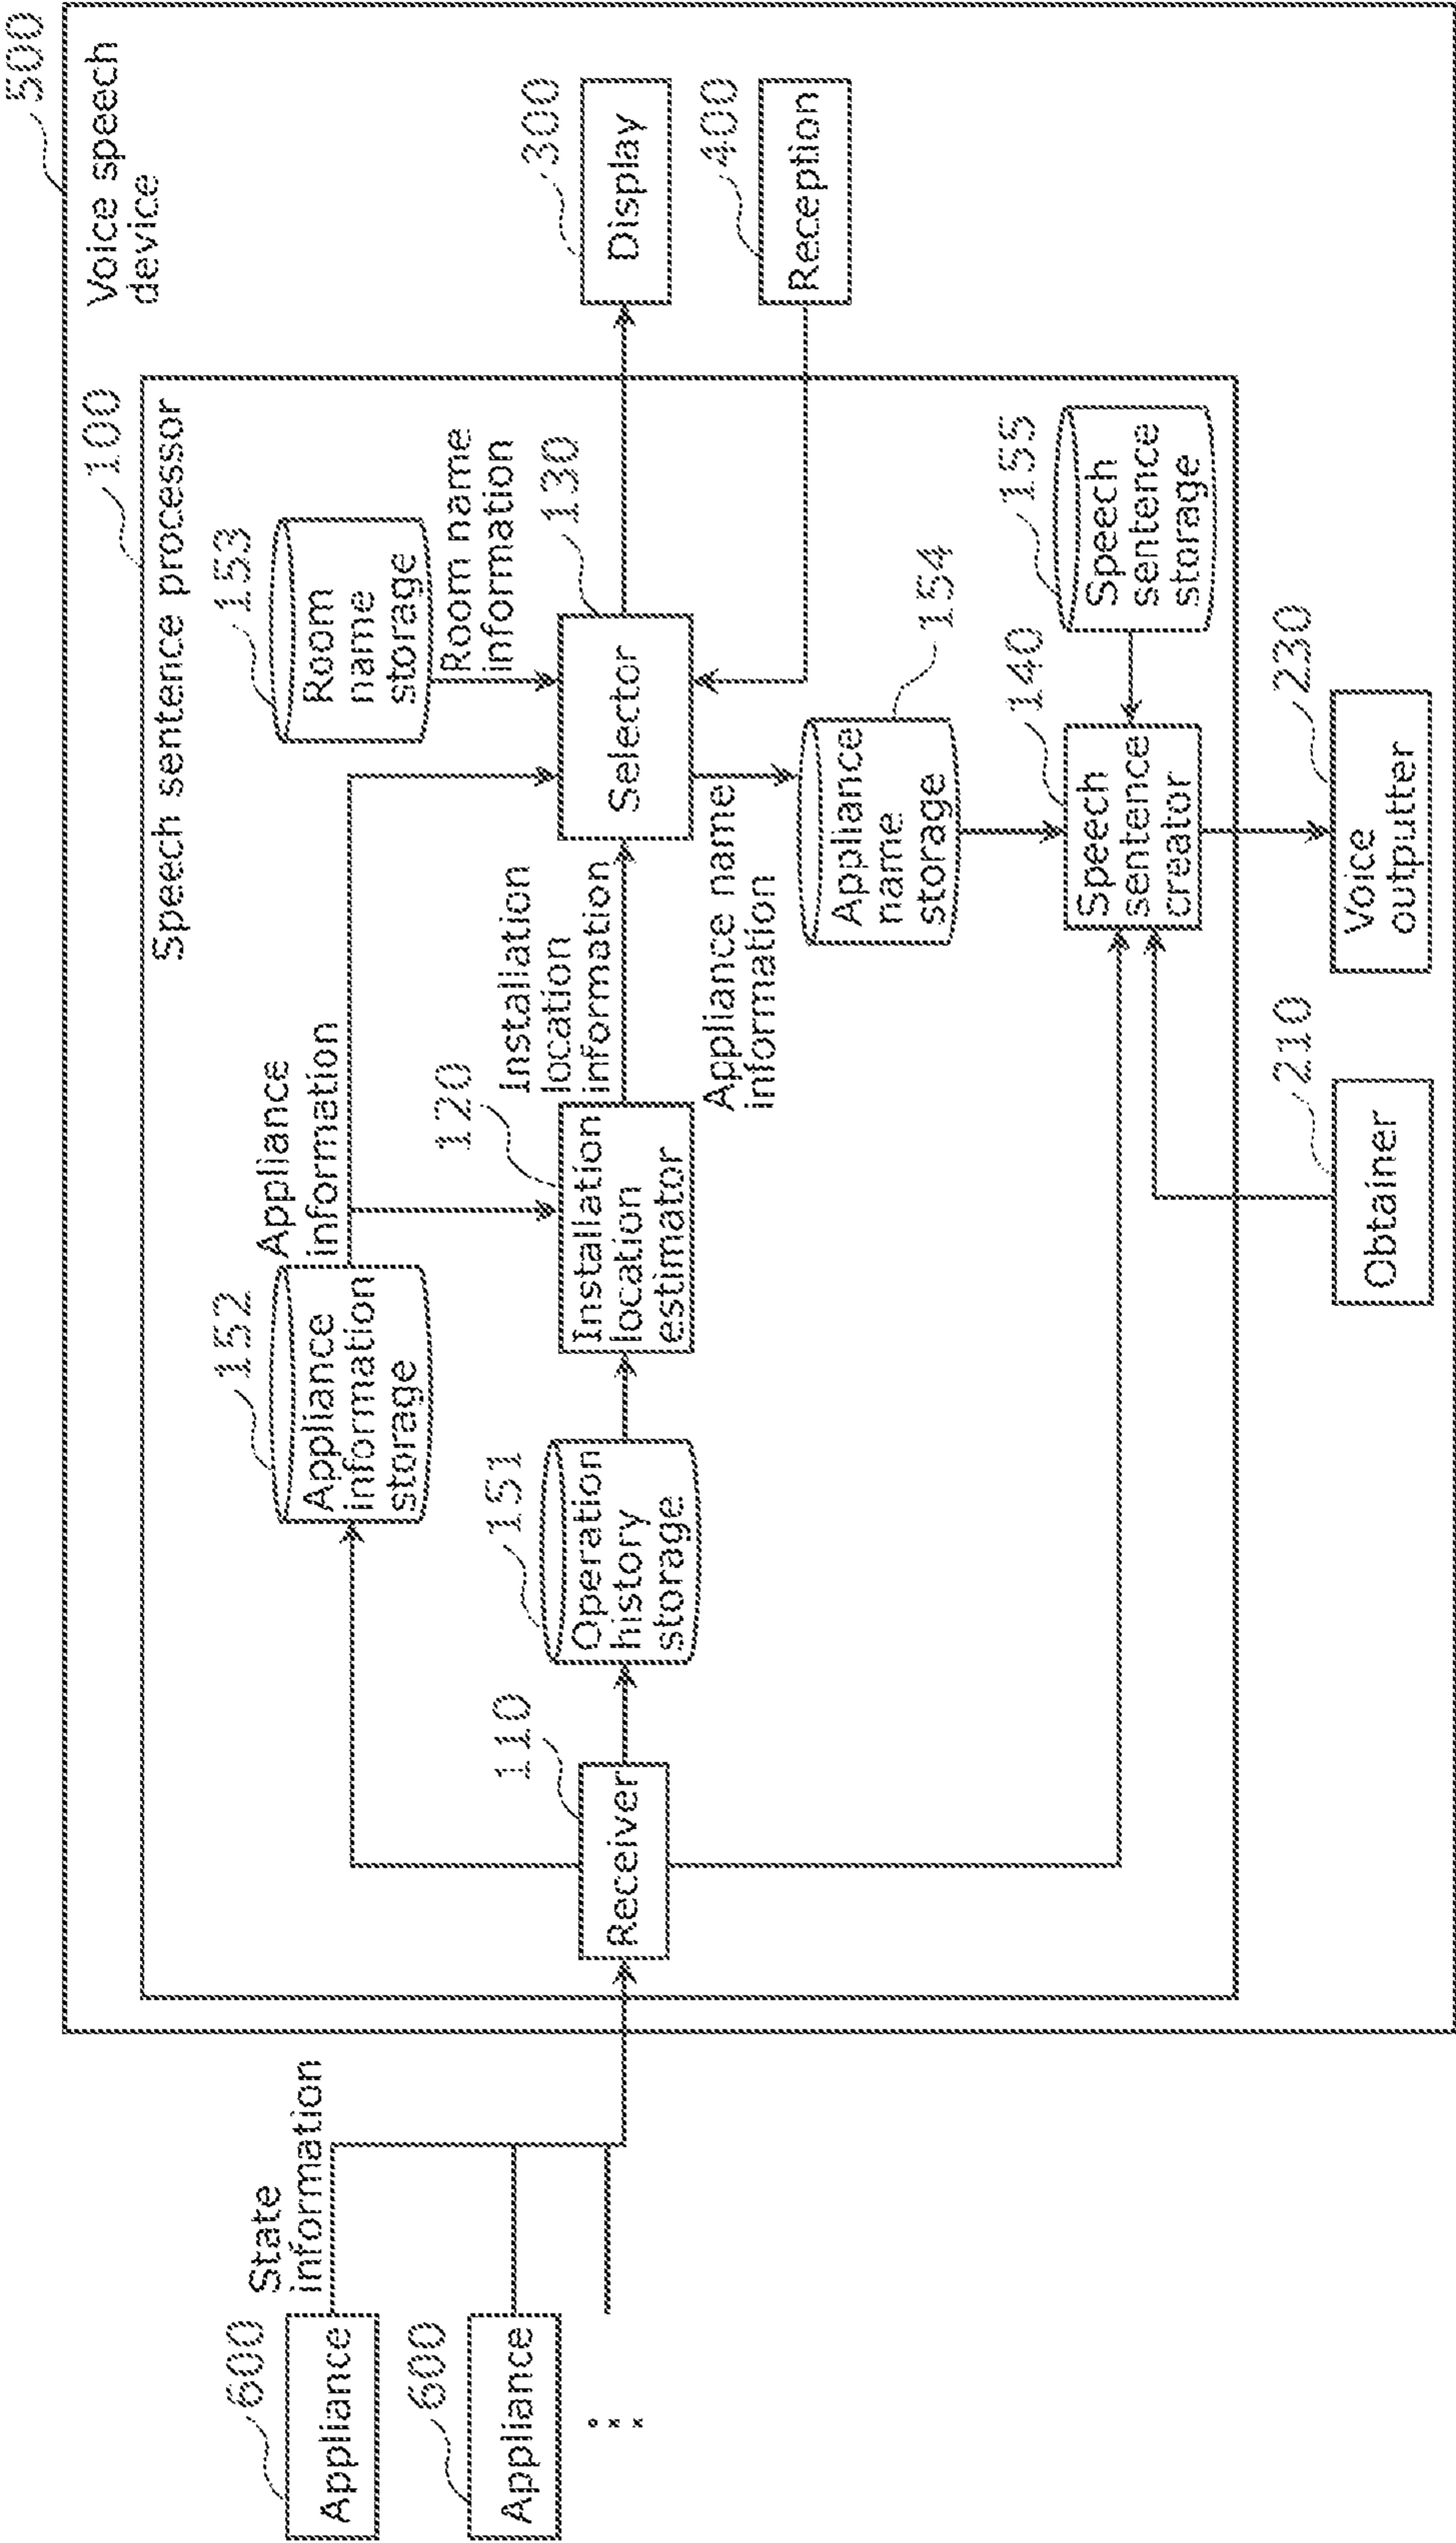 500
Voice speech
device
100
Speech sentence processor
600
Appliance
State
information
600
Appliance
110
Receiver
152
Appliance
information
storage
Appliance
information
151
Operation
history
storage
120
Installation
location
estimator
Installation
location
information
153
Room
name
storage
Room name
information
130
Selector
300
Display
400
Reception
Appliance name
information
154
Appliance
name
storage
140
Speech
sentence
creator
155
Speech
sentence
storage
210
Obtainer
230
Voice
outputter